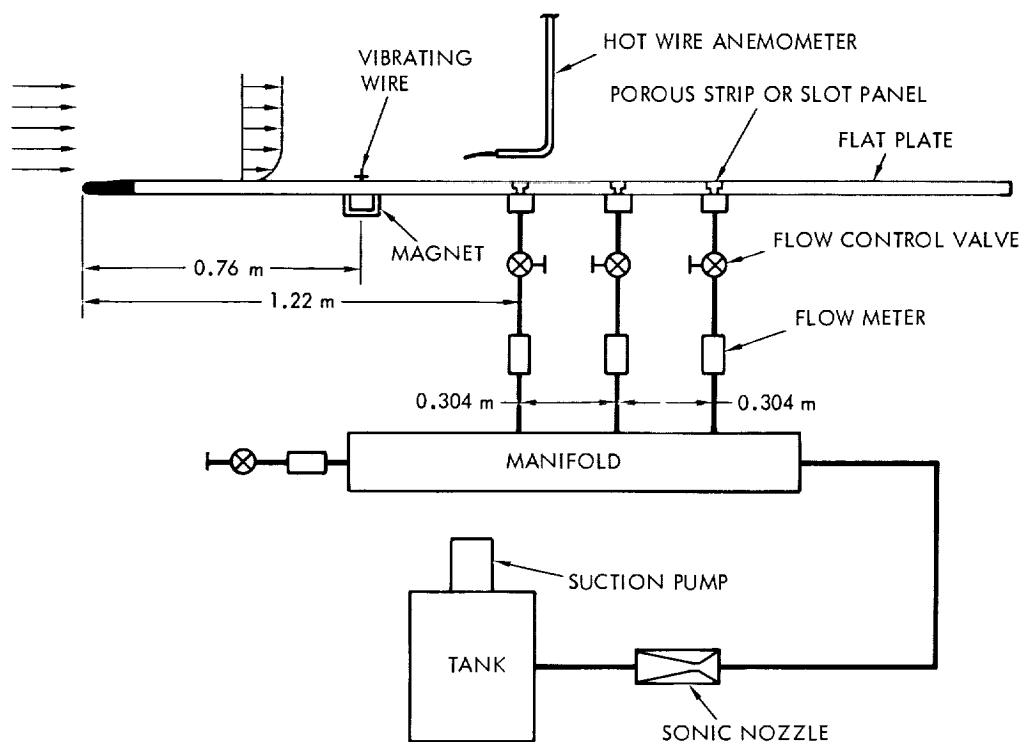 HOT WIRE ANEMOMETER
VIBRATING
WIRE
POROUS STRIP OR SLOT PANEL
FLAT PLATE
MAGNET
FLOW CONTROL VALVE
0.76 m
1.22 m
FLOW METER
0.304 m
0.304 m
MANIFOLD
SUCTION PUMP
TANK
SONIC NOZZLE